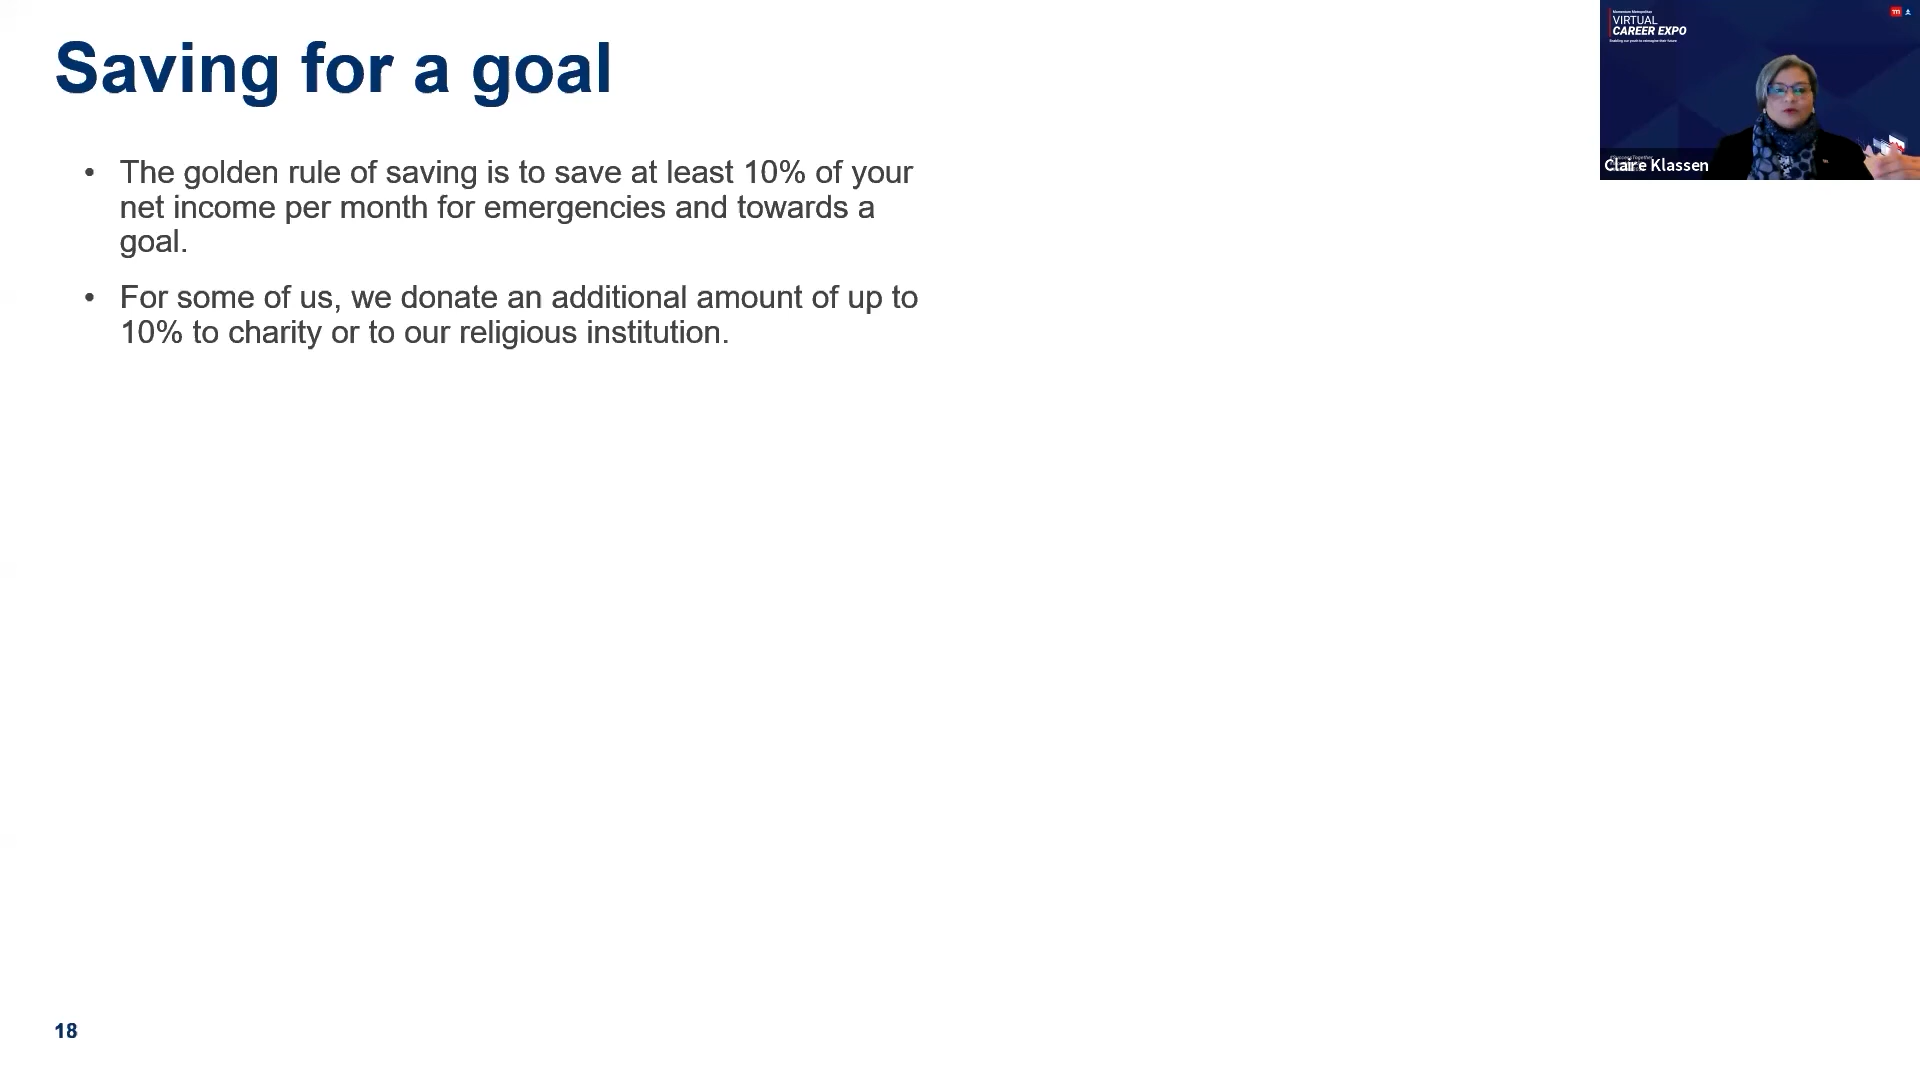 Saving for a goal
• The golden rule of saving is to save at least 10% of your
net income per month for emergencies and towards a
goal.
• For some of us, we donate an additional amount of up to
10% to charity or to our religious institution.
18
Momentum Metropolitan
VIRTUAL
CAREER EXPO
Claire Klassen